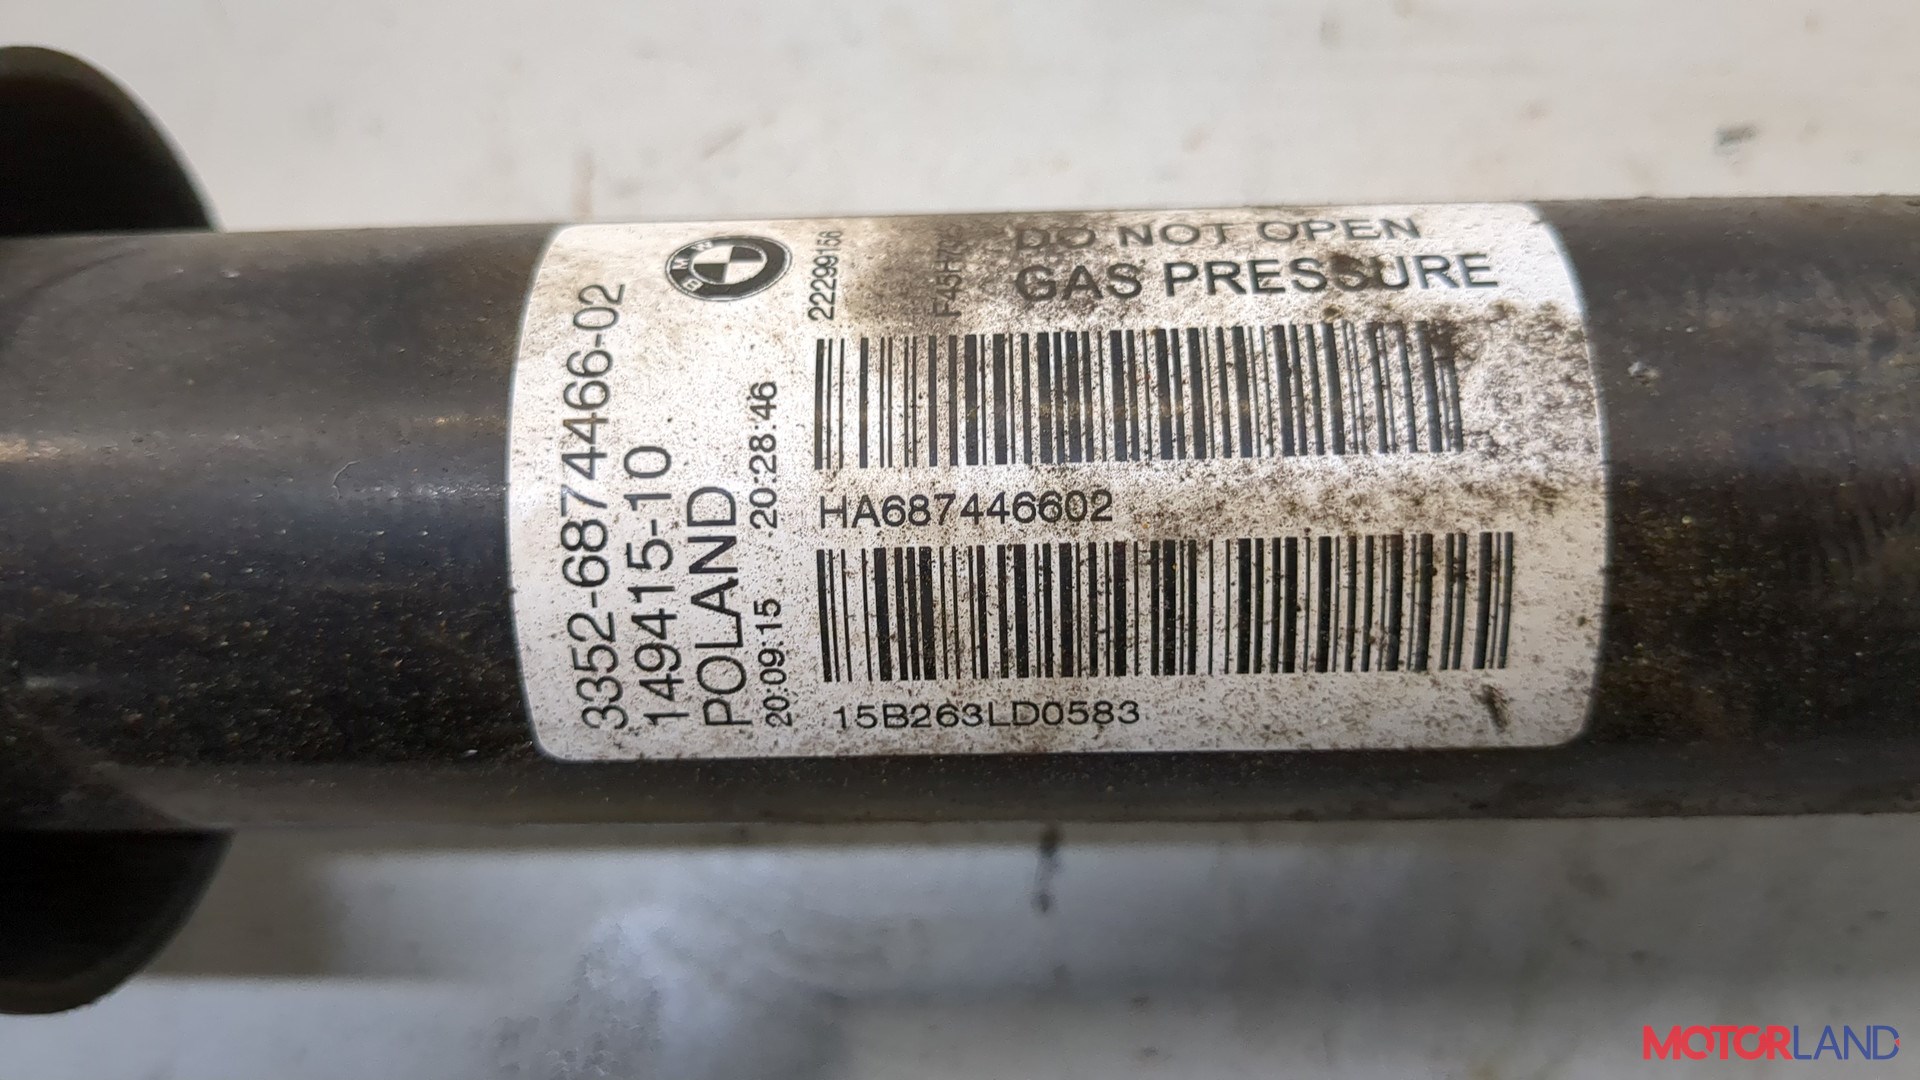 3352-6874466-02
149415-10
POLAND
20:09:15 20:28:46
BMW
22299156
DO NOT OPEN
GAS PRESSURE
HA687446602
15B263LD0583
MOTORLAND